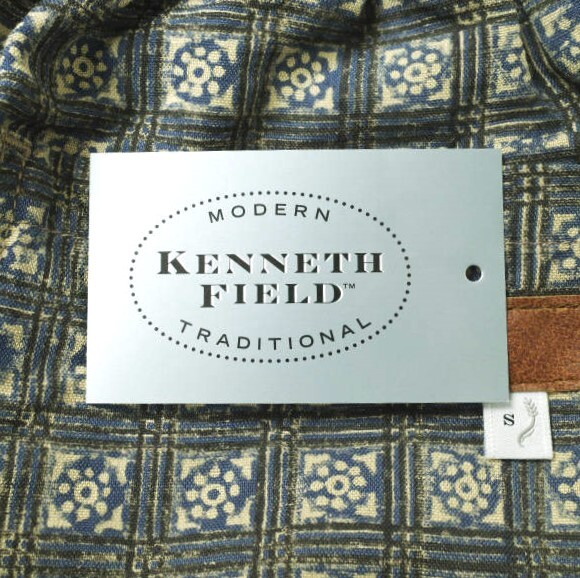 MODERN
KENNETH
FIELD™
TRADITIONAL
S